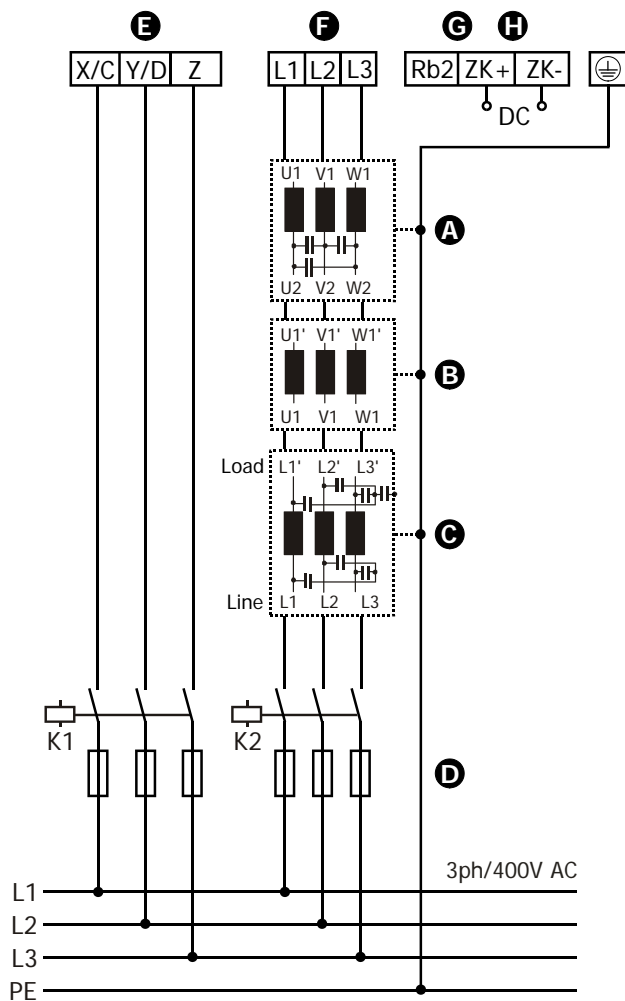 E F G H
X/C Y/D Z L1 L2 L3 Rb2 ZK+ ZK-
DC
U1 V1 W1
A
U2 V2 W2
U1' V1' W1'
B
U1 V1 W1
Load L1' L2' L3'
C
Line L1 L2 L3
K1 K2
D
3ph/400V AC
L1
L2
L3
PE